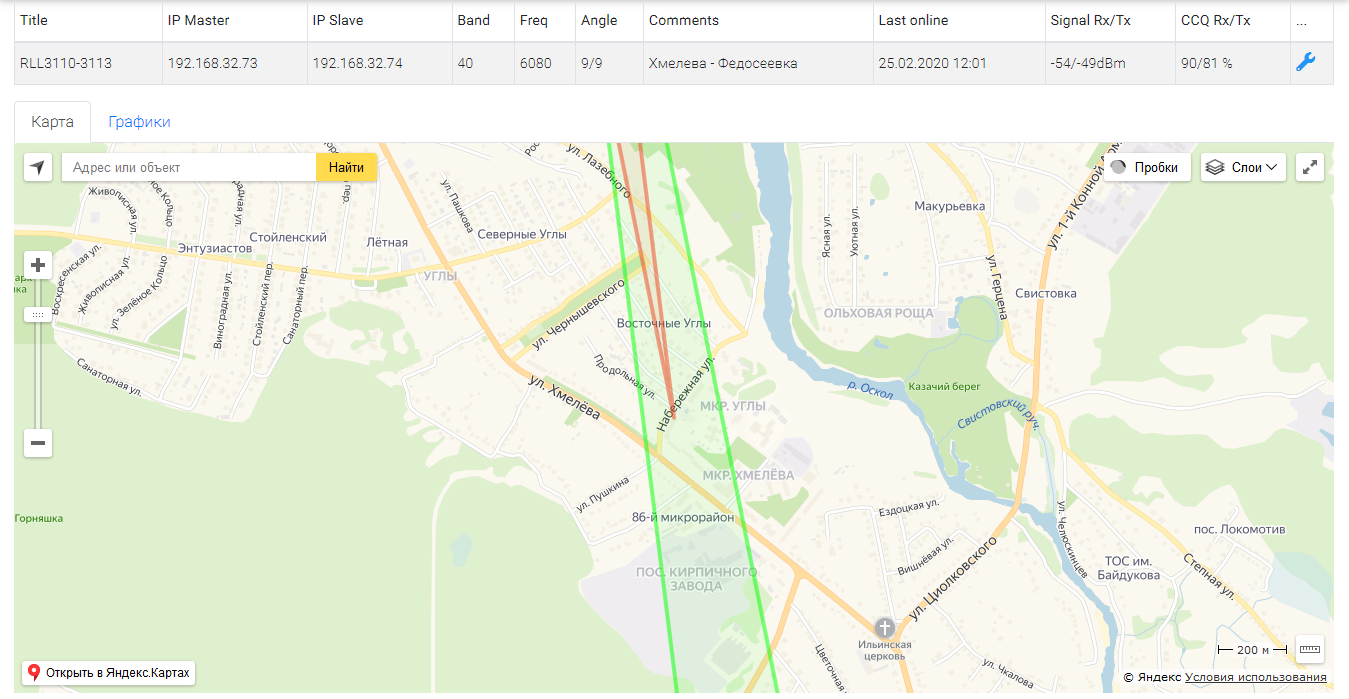 Title IP Master IP Slave Band Freq Angle Comments Last online Signal Rx/Tx CCQ Rx/Tx ...
RLL3110-3113 192.168.32.73 192.168.32.74 40 6080 9/9 Хмелева - Федосеевка 25.02.2020 12:01 -54/-49dBm 90/81 %
Карта Графики
Адрес или объект Найти
Пробки Слои
ул. Лазебного
ул. 1-й Конной
Живописная ул.
ул. Пашкова
Макурьевка
Северные Углы
Стойленский
Лётная
Энтузиастов
Ясная ул.
Уютная ул.
УГЛЫ
Воскресенская ул.
Живописная ул.
ул. Зелёное Кольцо
Виноградная ул.
Стойленский пер.
Санаторный пер.
ул. Герцена
Свистовка
ул. Чернышевского
Восточные Углы
ОЛЬХОВАЯ РОЩА
Санаторная ул.
Продольная ул.
ул. Хмелёва
Набережная ул.
МКР. УГЛЫ
р. Оскол
Казачий берег
Свистовский руч.
МКР. ХМЕЛЁВА
ул. Пушкина
86-й микрорайон
Горняшка
Ездоцкая ул.
ул. Челюскинцев
пос. Локомотив
Вишнёвая ул.
ул. Циолковского
ТОС им.
Байдукова
Степная ул.
ПОС. КИРПИЧНОГО
ЗАВОДА
Ильинская
церковь
Цветочная
ул. Чкалова
200 м
Открыть в Яндекс.Картах
© Яндекс Условия использования